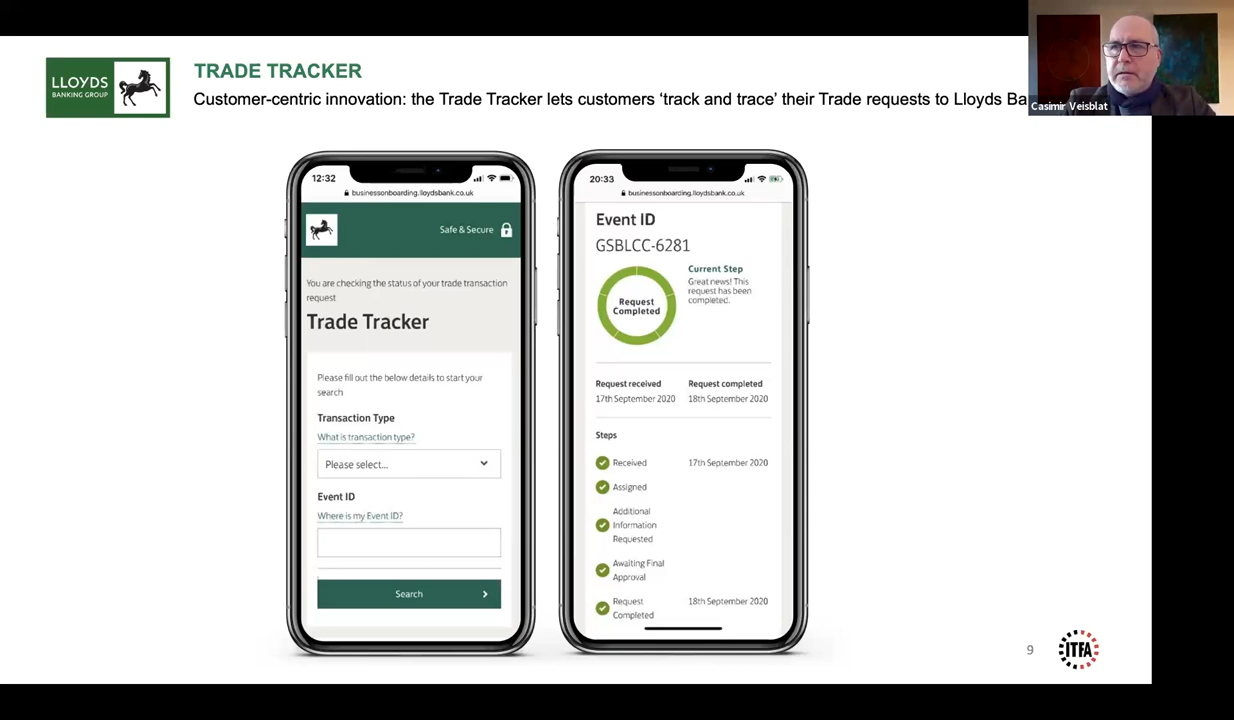 LLOYDS
BANKING GROUP
TRADE TRACKER
Customer-centric innovation: the Trade Tracker lets customers ‘track and trace’ their Trade requests to Lloyds
Casimir Veisblat
12:32
businessonboarding.lloydsbank.co.uk
Safe & Secure
You are checking the status of your trade transaction
request
Trade Tracker
Please fill out the below details to start your
search
Transaction Type
What is transaction type?
Please select...
Event ID
Where is my Event ID?
Search
20:33
businessonboarding.lloydsbank.co.uk
Event ID
GSBLCC-6281
Request
Completed
Current Step
Great news! This
request has been
completed.
Request received
Request completed
17th September 2020
18th September 2020
Steps
Received 17th September 2020
Assigned
Additional
Information
Requested
Awaiting Final
Approval
Request 18th September 2020
Completed
9
ITFA